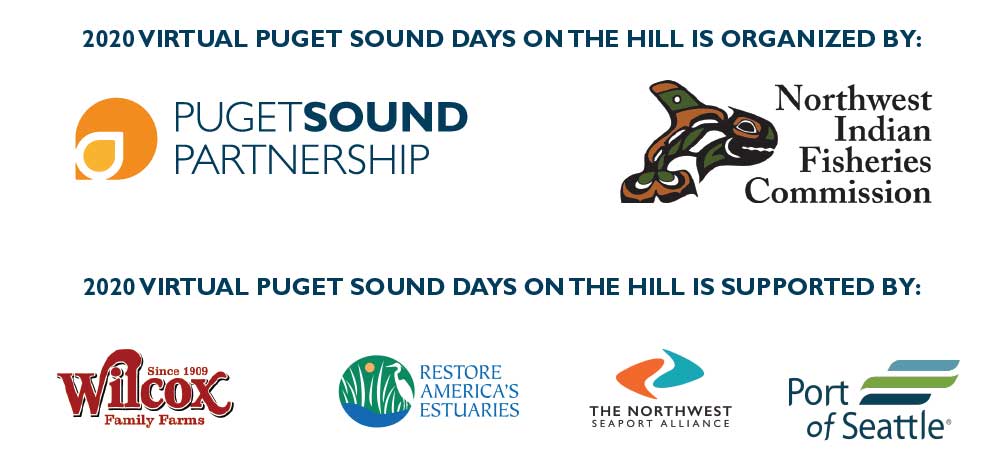 2020 VIRTUAL PUGET SOUND DAYS ON THE HILL IS ORGANIZED BY:
PUGETSOUND
PARTNERSHIP
Northwest
Indian
Fisheries
Commission
2020 VIRTUAL PUGET SOUND DAYS ON THE HILL IS SUPPORTED BY:
Since 1909
Wilcox
Family Farms
RESTORE
AMERICA'S
ESTUARIES
THE NORTHWEST
SEAPORT ALLIANCE
Port
of Seattle®